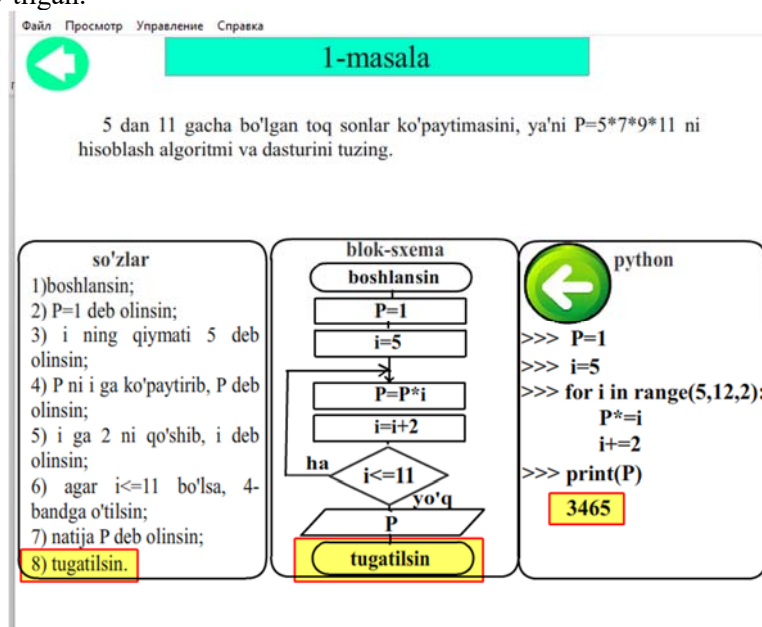 Файл Просмотр Управление Справка
1-masala
5 dan 11 gacha bo'lgan toq sonlar ko'paytimasini, ya'ni P=5*7*9*11 ni
hisoblash algoritmi va dasturini tuzing.
so'zlar
1)boshlansin;
2) P=1 deb olinsin;
3) i ning qiymati 5 deb
olinsin;
4) P ni i ga ko'paytirib, P deb
olinsin;
5) i ga 2 ni qo'shib, i deb
olinsin;
6) agar i<=11 bo'lsa, 4-
bandga o'tilsin;
7) natija P deb olinsin;
8) tugatilsin.
blok-sxema
boshlansin
P=1
i=5
P=P*i
i=i+2
ha
i<=11
yo'q
P
tugatilsin
python
>>> P=1
>>> i=5
>>> for i in range(5,12,2):
P*=i
i+=2
>>> print(P)
3465